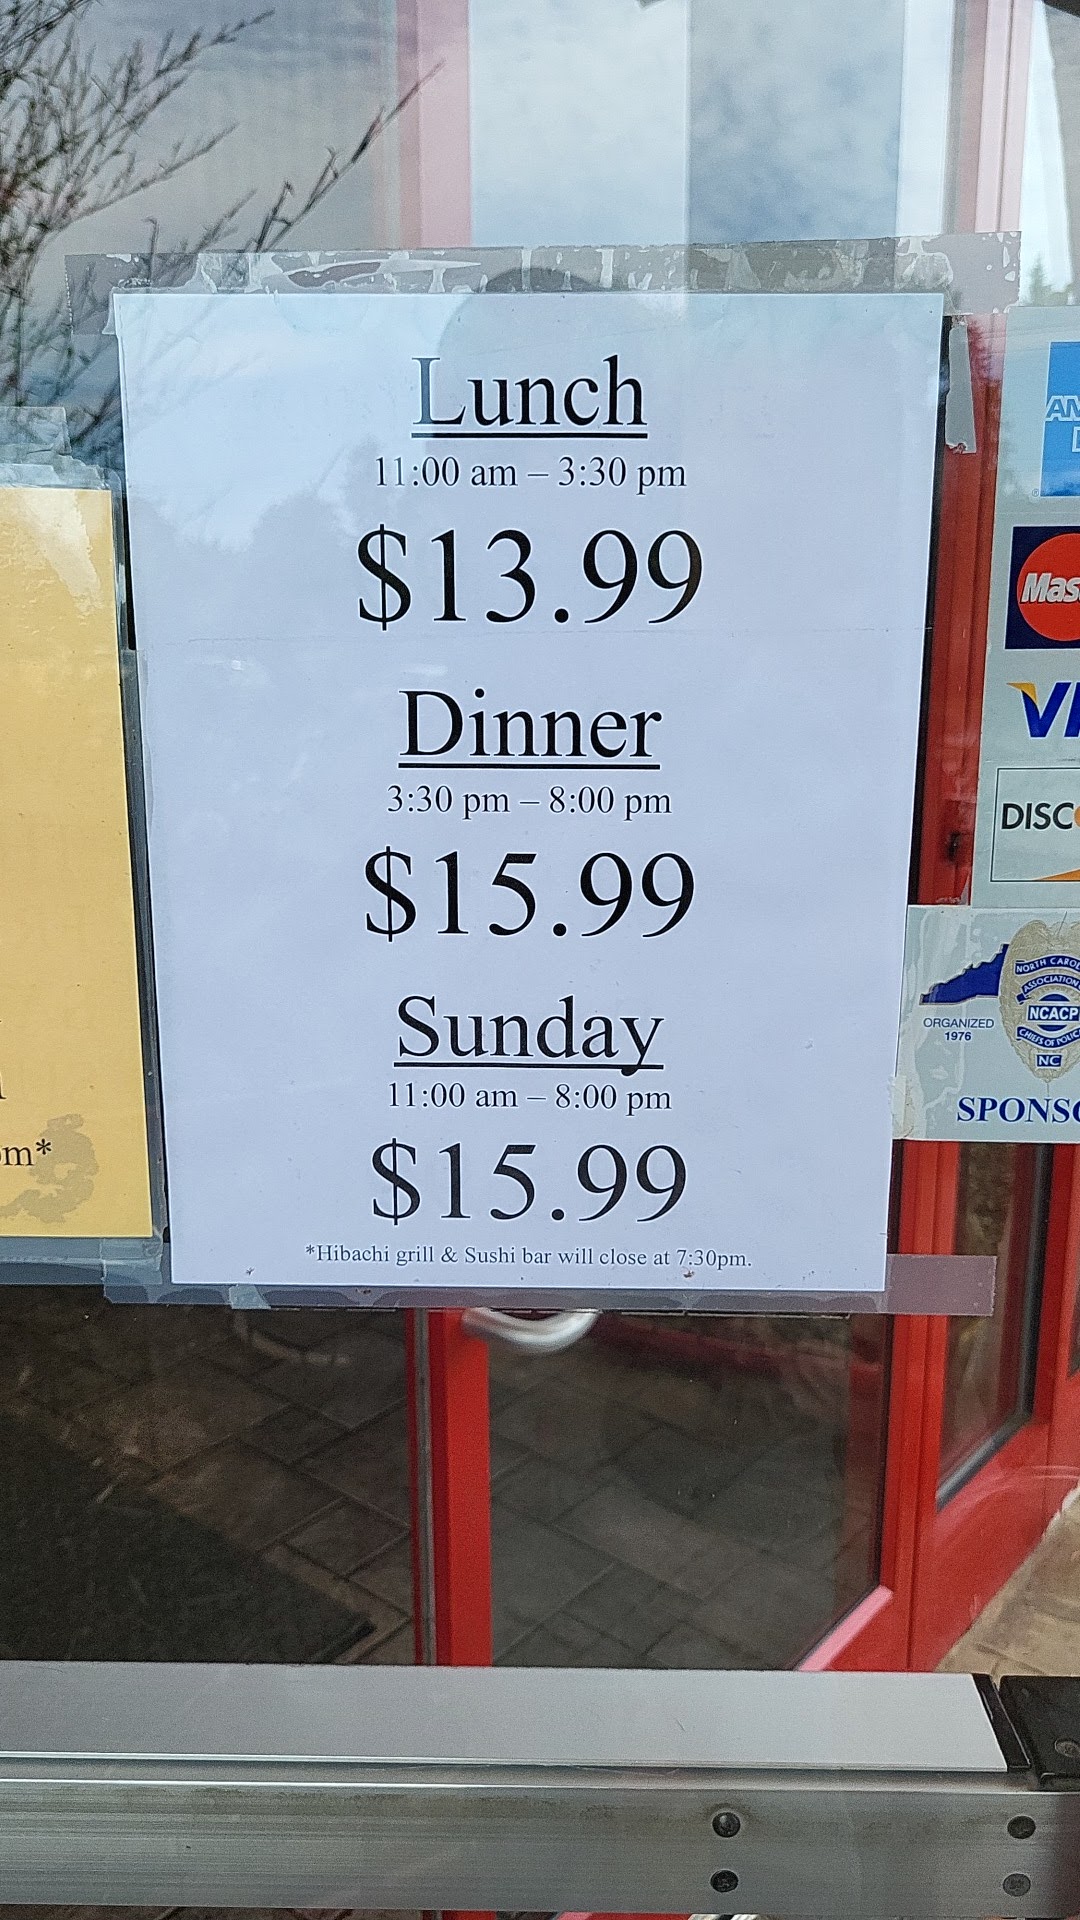 Lunch
11:00 am – 3:30 pm
$13.99
Dinner
3:30 pm – 8:00 pm
$15.99
Sunday
11:00 am – 8:00 pm
$15.99
*Hibachi grill & Sushi bar will close at 7:30pm.
ORGANIZED
1976
NCACP
NC